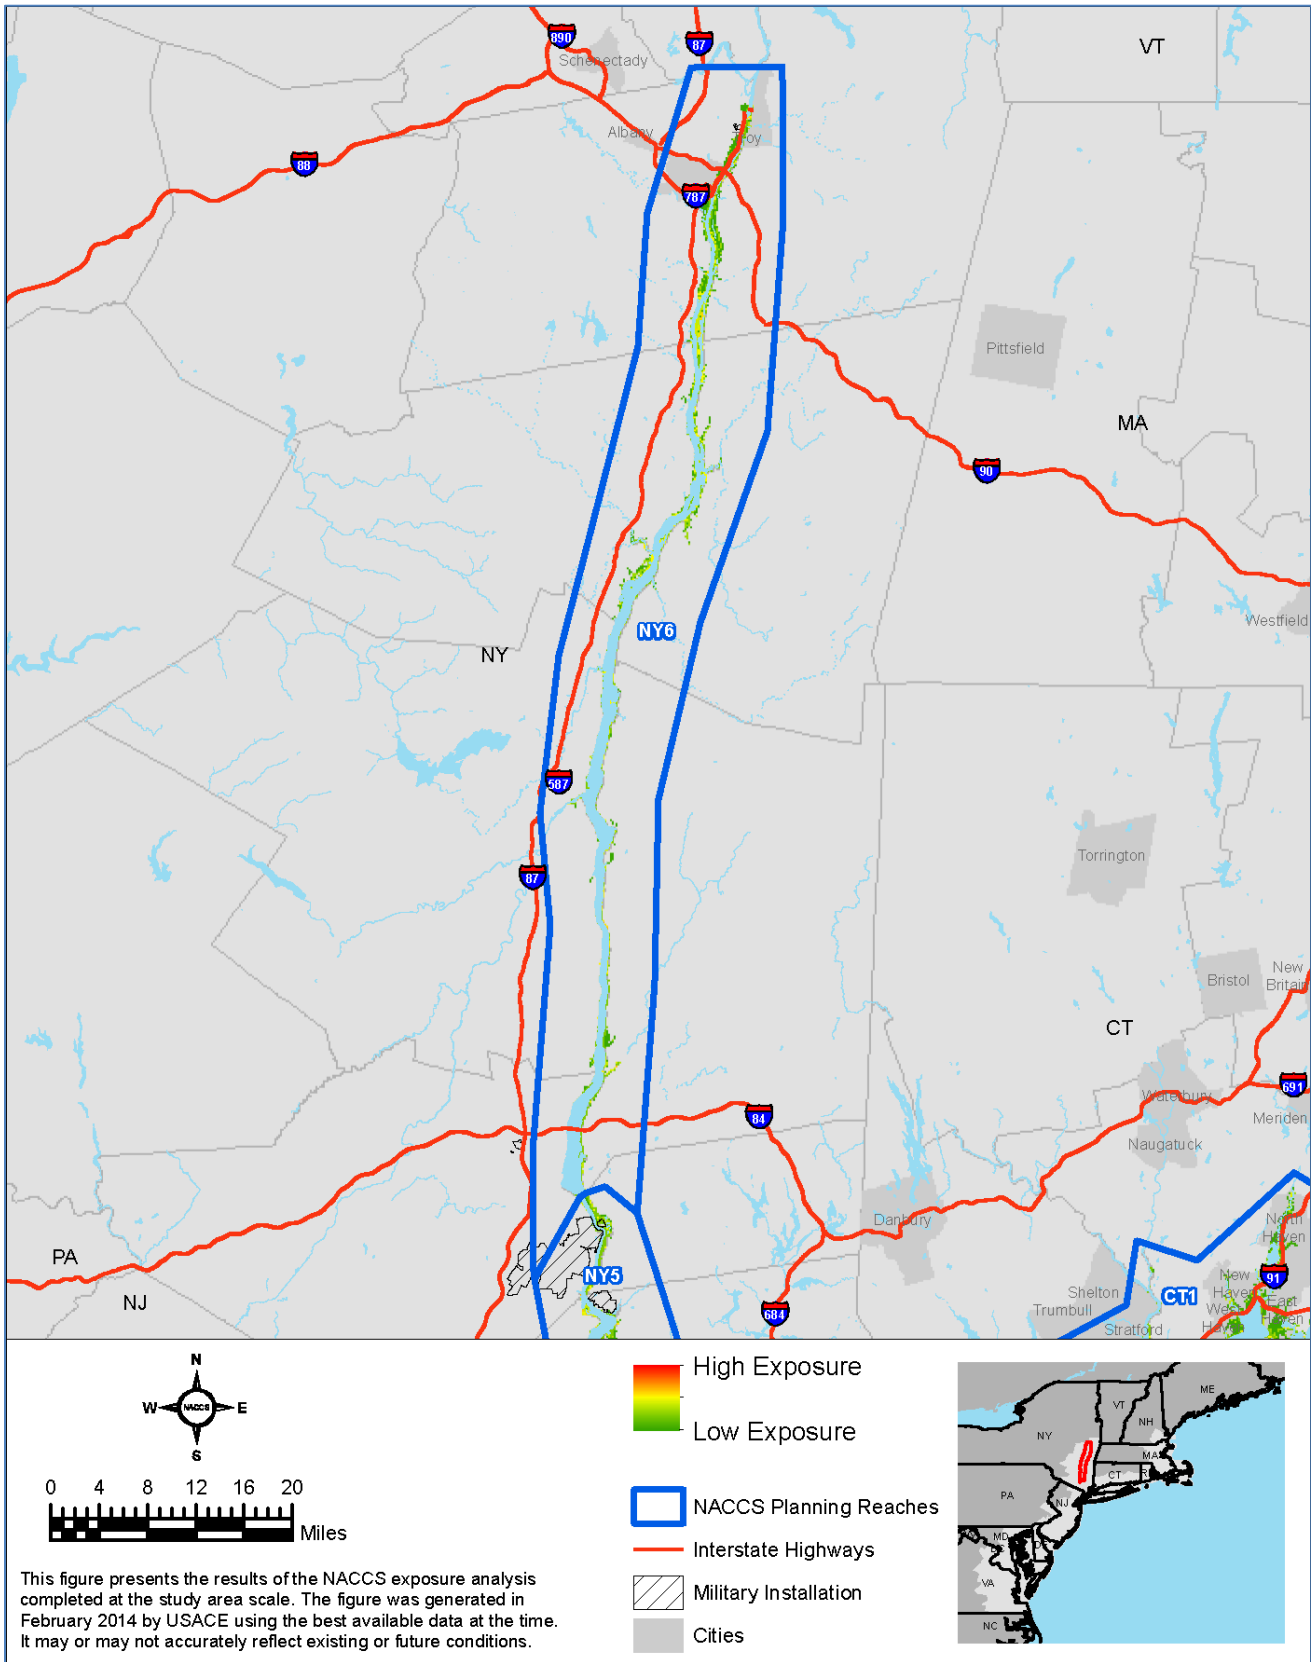 890
87
VT
Schenectady
Albany
Troy
88
787
Pittsfield
MA
90
Westfield
NY6
NY
587
Torrington
87
Bristol
New
Britain
CT
691
84
Waterbury
Meriden
Naugatuck
Danbury
North
Haven
PA
NY5
NJ
Shelton
Trumbull
CT1
New
Haven
91
West
Haven
East
Haven
684
Stratford
N
W
NACCS
E
S
0 4 8 12 16 20
Miles
This figure presents the results of the NACCS exposure analysis
completed at the study area scale. The figure was generated in
February 2014 by USACE using the best available data at the time.
It may or may not accurately reflect existing or future conditions.
High Exposure
Low Exposure
NACCS Planning Reaches
Interstate Highways
Military Installation
Cities
ME
VT
NH
NY
MA
CT
PA
NJ
MD
VA
NC